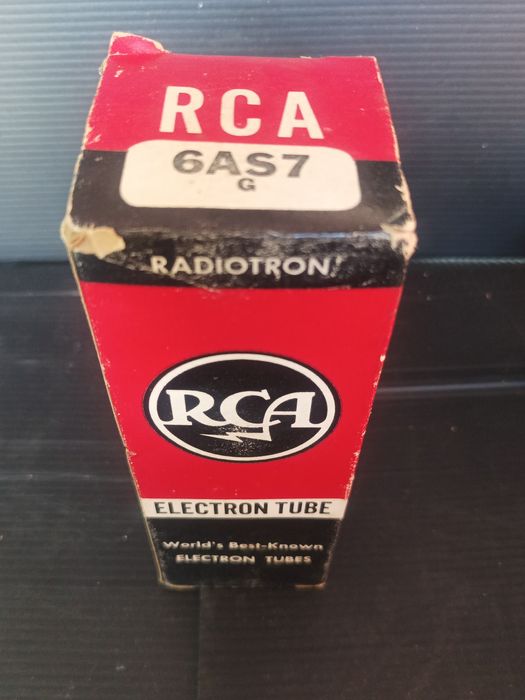 RCA
6AS7
G
RADIOTRON
RCA
ELECTRON TUBE
World's Best-Known
ELECTRON TUBES